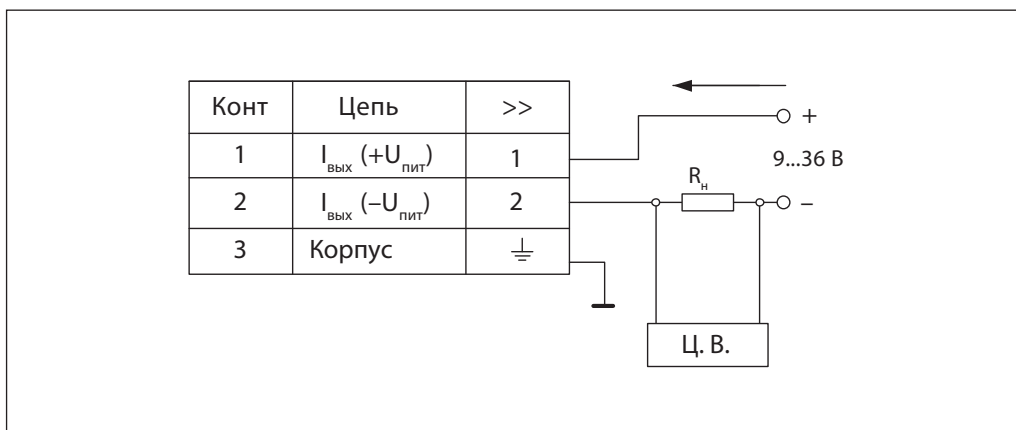 Конт Цепь >>
1 Iвых (+Uпит) 1
2 Iвых (–Uпит) 2
3 Корпус
+
9...36 В
Rн
–
Ц. В.